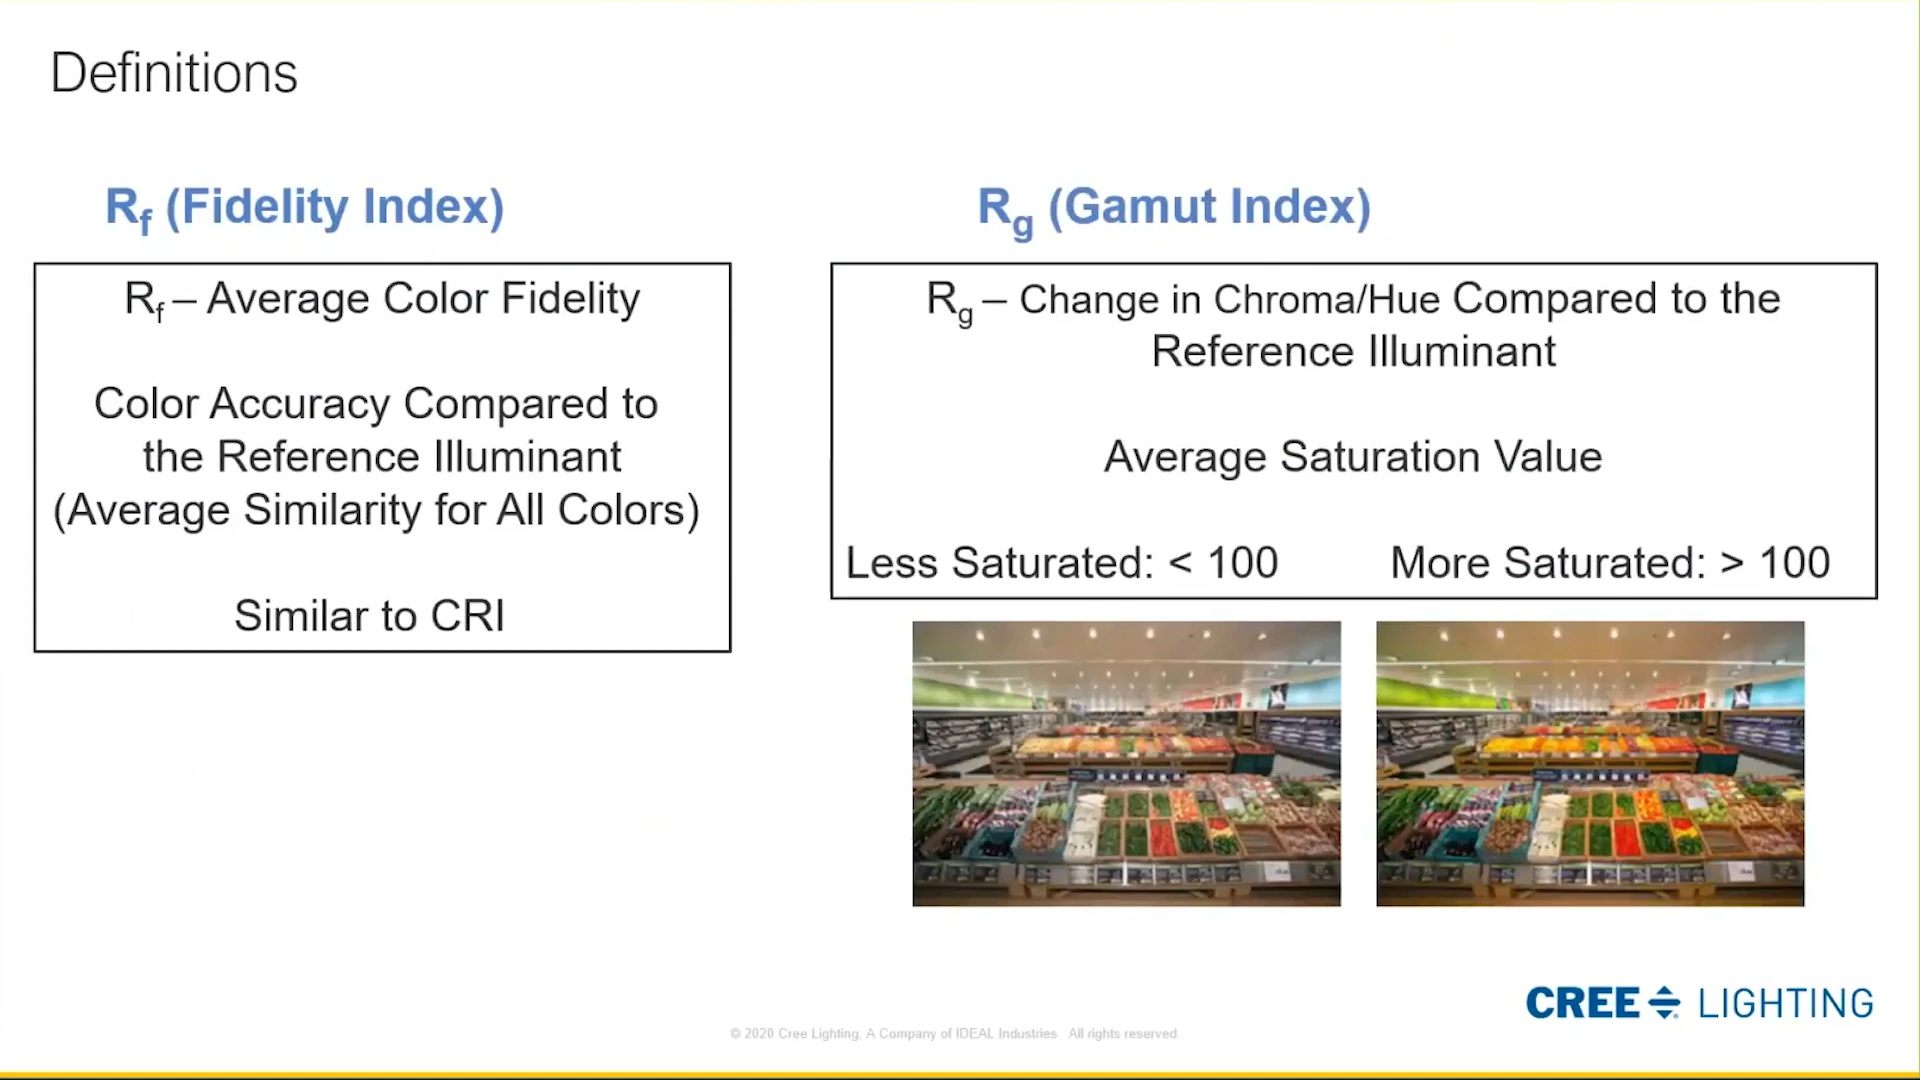 Definitions
Rf (Fidelity Index)
Rf – Average Color Fidelity
Color Accuracy Compared to
the Reference Illuminant
(Average Similarity for All Colors)
Similar to CRI
Rg (Gamut Index)
Rg – Change in Chroma/Hue Compared to the
Reference Illuminant
Average Saturation Value
Less Saturated: < 100 More Saturated: > 100
CREE LIGHTING
© 2020 Cree Lighting, A Company of IDEAL Industries. All rights reserved.